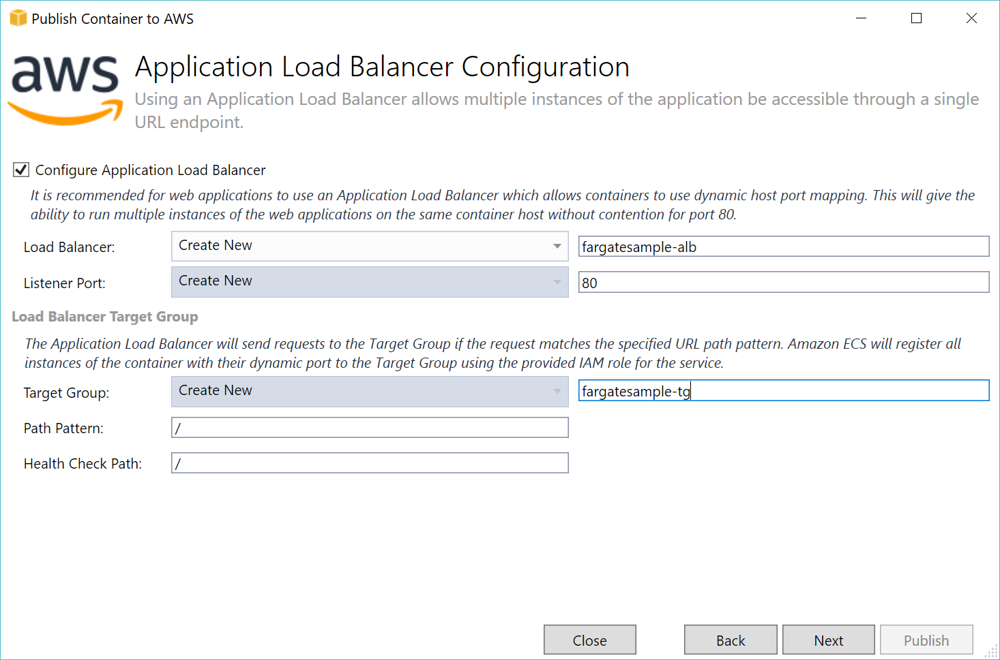 Publish Container to AWS
aws
Application Load Balancer Configuration
Using an Application Load Balancer allows multiple instances of the application be accessible through a single
URL endpoint.
Configure Application Load Balancer
It is recommended for web applications to use an Application Load Balancer which allows containers to use dynamic host port mapping. This will give the
ability to run multiple instances of the web applications on the same container host without contention for port 80.
Load Balancer: Create New fargatesample-alb
Listener Port: Create New 80
Load Balancer Target Group
The Application Load Balancer will send requests to the Target Group if the request matches the specified URL path pattern. Amazon ECS will register all
instances of the container with their dynamic port to the Target Group using the provided IAM role for the service.
Target Group: Create New fargatesample-tg
Path Pattern: /
Health Check Path: /
Close Back Next Publish